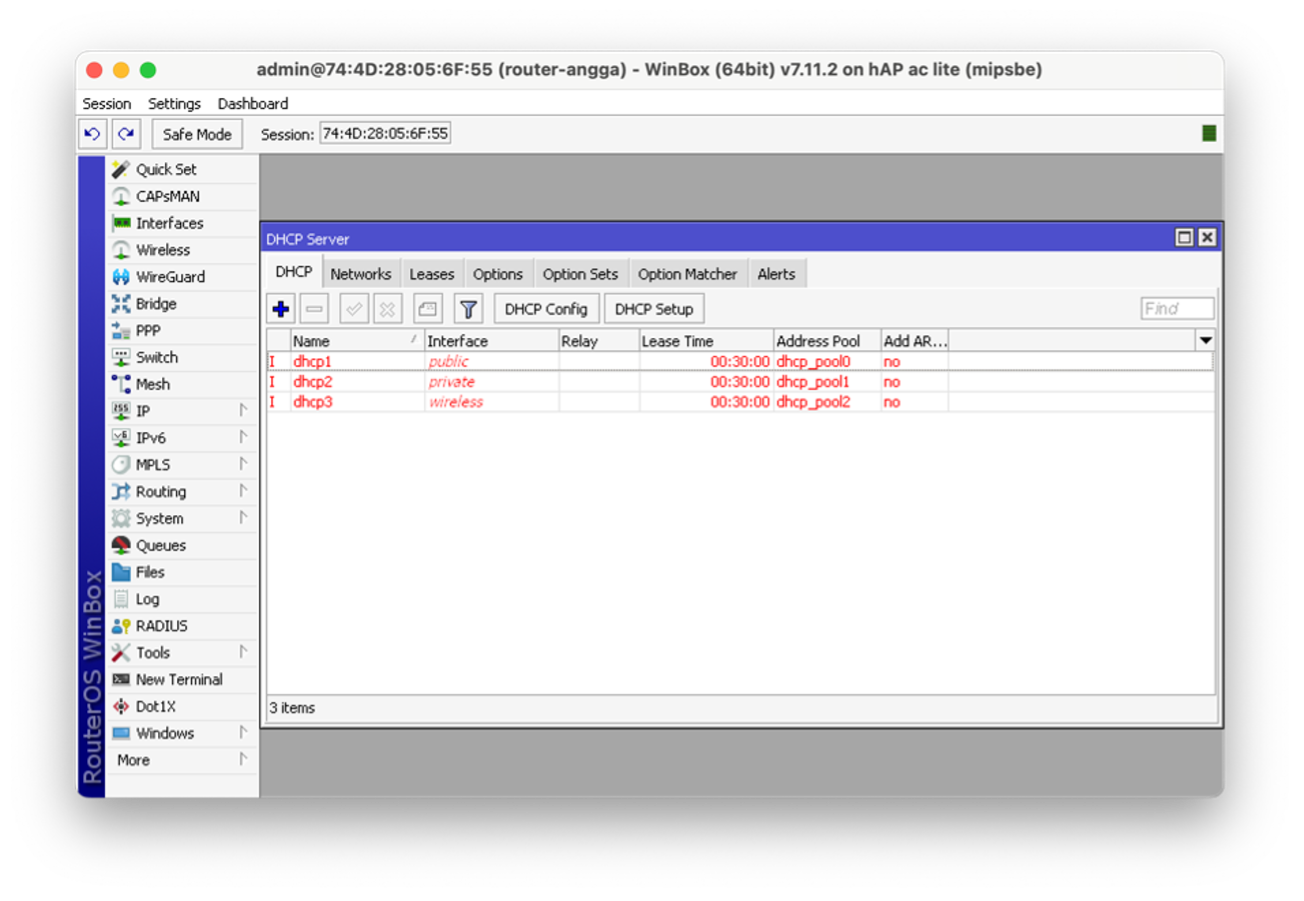 admin@74:4D:28:05:6F:55 (router-angga) - WinBox (64bit) v7.11.2 on hAP ac lite (mipsbe)
Session Settings Dashboard
Safe Mode Session: 74:4D:28:05:6F:55
Quick Set
CAPsMAN
Interfaces
Wireless
WireGuard
Bridge
PPP
Switch
Mesh
IP
IPv6
MPLS
Routing
System
Queues
Files
Log
RADIUS
Tools
New Terminal
Dot1X
Windows
More
RouterOS WinBox
DHCP Server
DHCP Networks Leases Options Option Sets Option Matcher Alerts
DHCP Config DHCP Setup Find
Name Interface Relay Lease Time Address Pool Add AR...
I dhcp1 public 00:30:00 dhcp_pool0 no
I dhcp2 private 00:30:00 dhcp_pool1 no
I dhcp3 wireless 00:30:00 dhcp_pool2 no
3 items